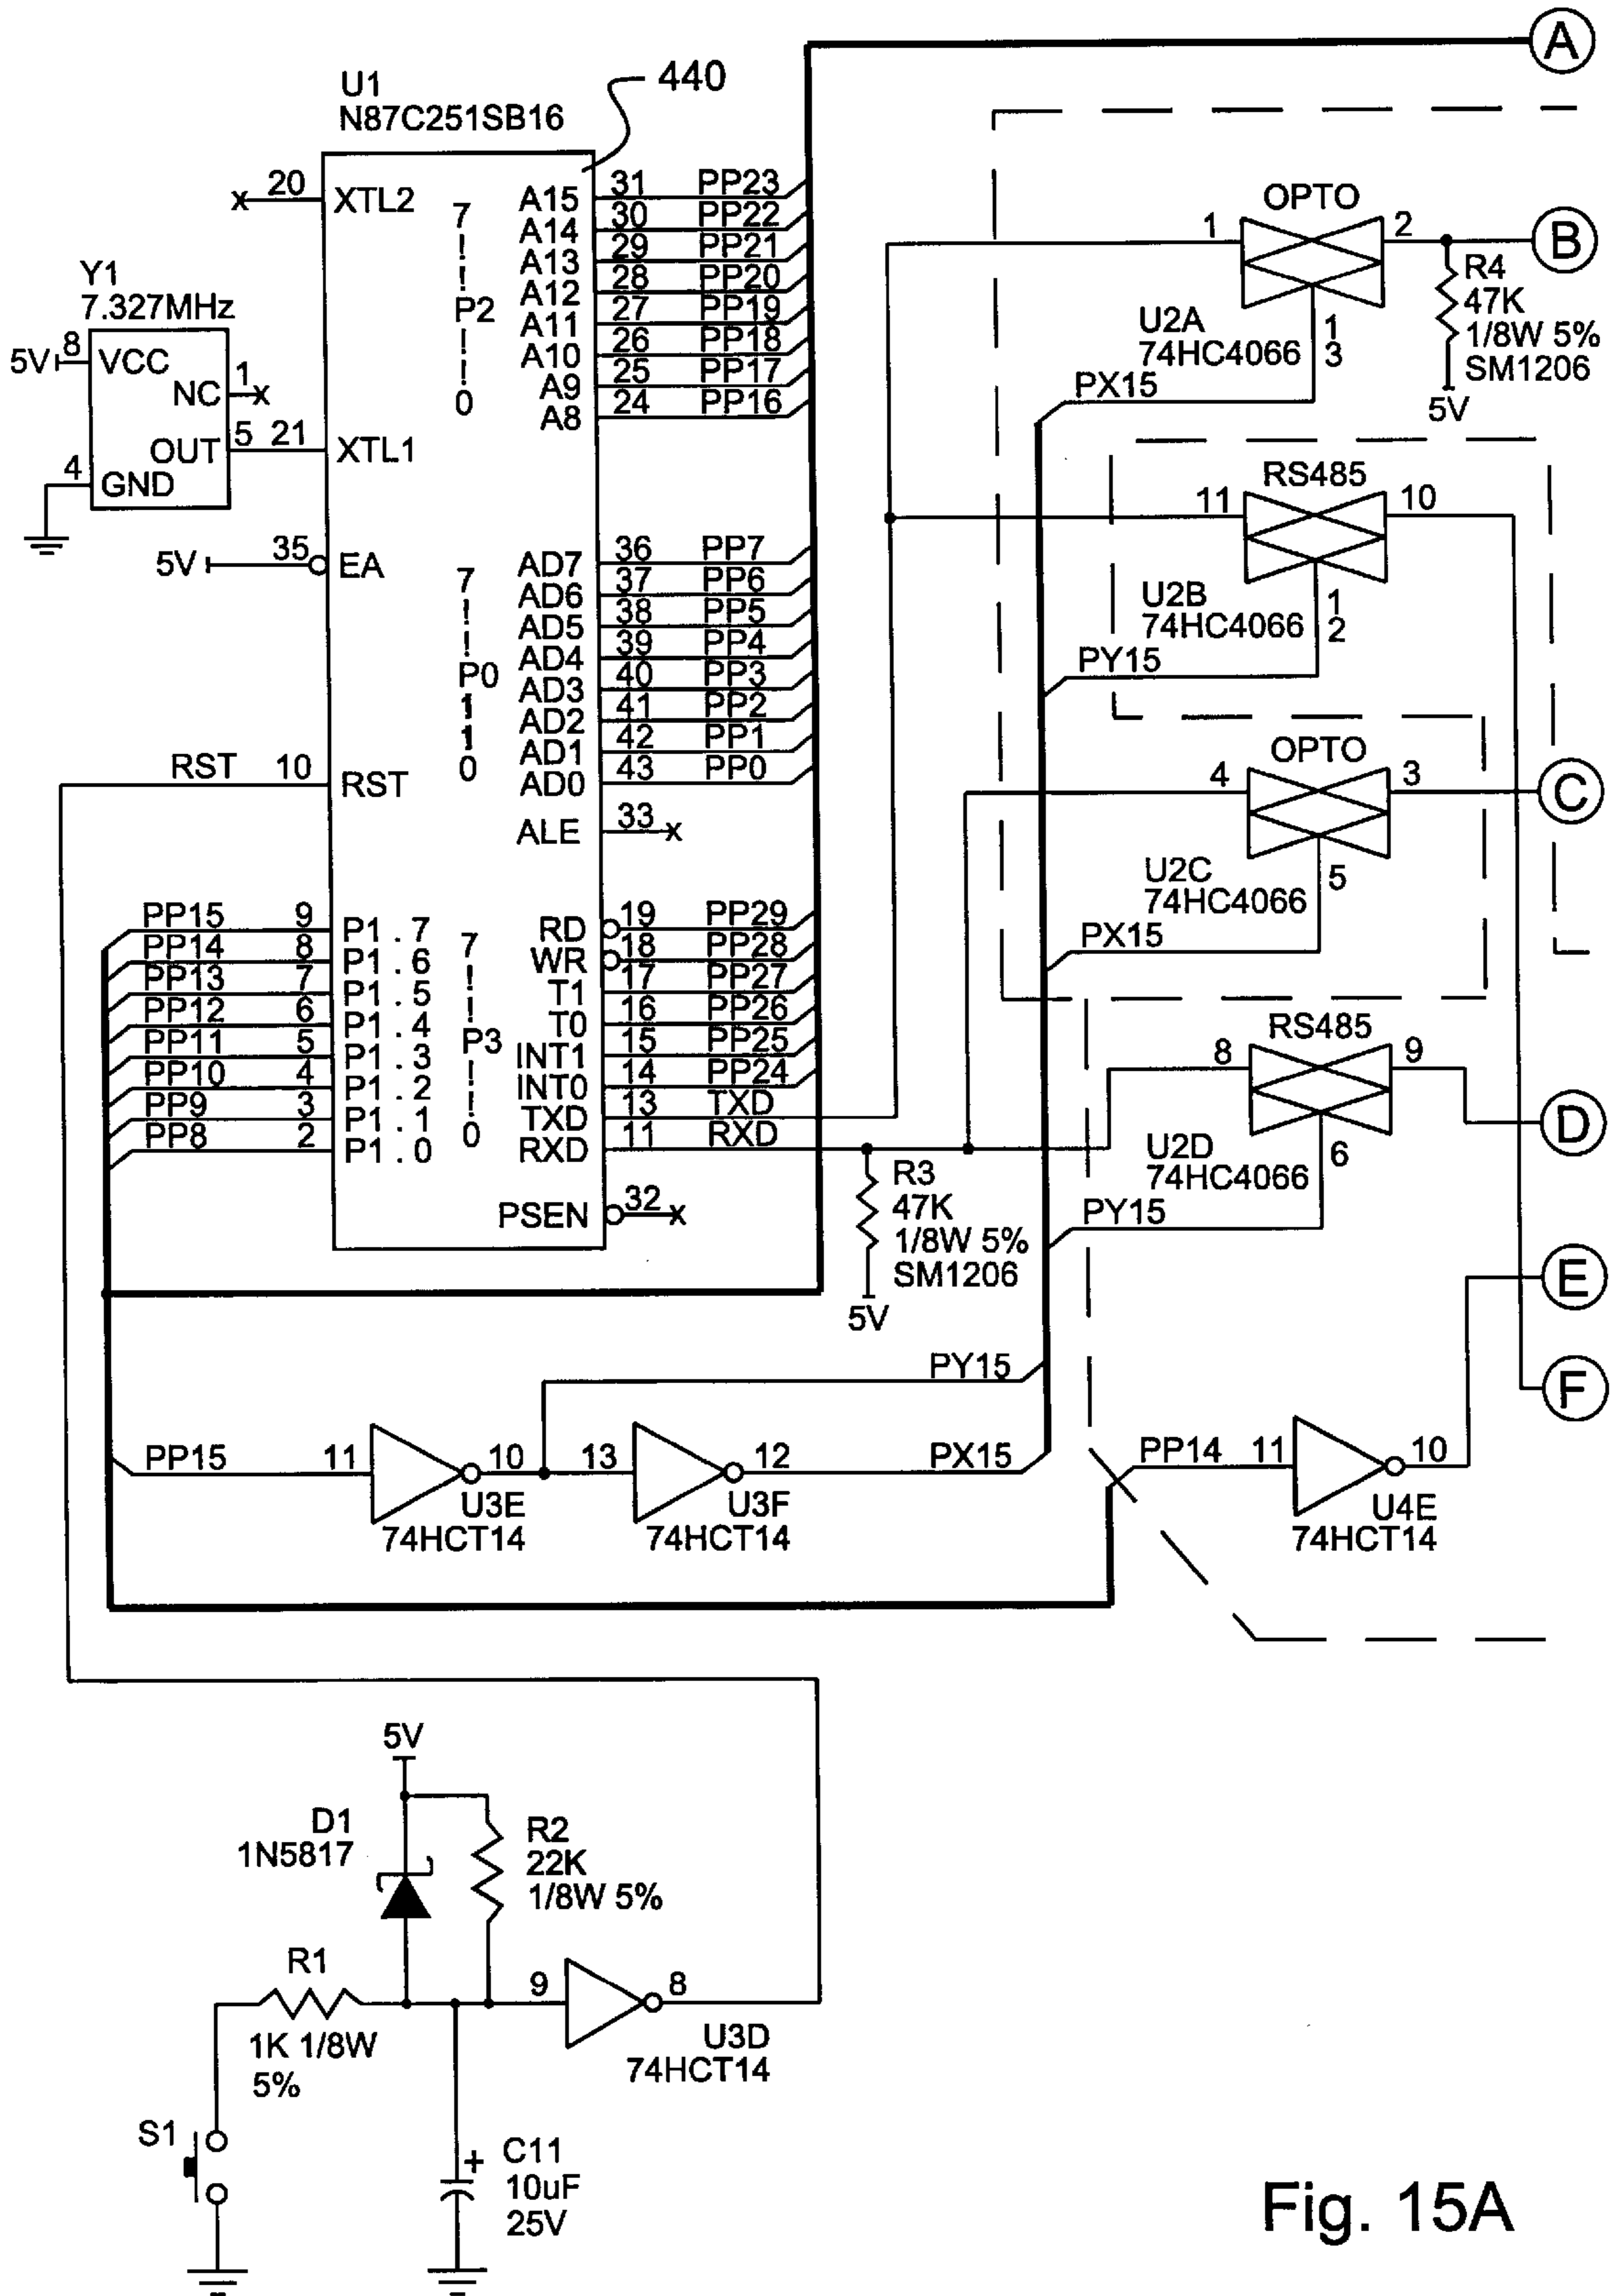 A
440
U1
N87C251SB16
20
XTL2
7
!
!
P2
!
!
0
A15 31 PP23
A14 30 PP22
A13 29 PP21
A12 28 PP20
A11 27 PP19
A10 26 PP18
A9 25 PP17
A8 24 PP16
Y1
7.327MHz
5V 8 VCC
NC 1
OUT 5 21 XTL1
4 GND
5V 35 EA
7
!
!
P0
1
1
0
AD7 36 PP7
AD6 37 PP6
AD5 38 PP5
AD4 39 PP4
AD3 40 PP3
AD2 41 PP2
AD1 42 PP1
AD0 43 PP0
RST 10 RST
ALE 33
PP15 9 P1.7
PP14 8 P1.6
PP13 7 P1.5
PP12 6 P1.4
PP11 5 P1.3
PP10 4 P1.2
PP9 3 P1.1
PP8 2 P1.0
7
!
!
P3
!
!
0
RD 19 PP29
WR 18 PP28
T1 17 PP27
T0 16 PP26
INT1 15 PP25
INT0 14 PP24
TXD 13 TXD
RXD 11 RXD
PSEN 32
OPTO
1 2
B
U2A
74HC4066
1
3
PX15
R4
47K
1/8W 5%
SM1206
5V
RS485
11 10
U2B
74HC4066
1
2
PY15
OPTO
4 3
C
U2C
74HC4066
5
PX15
RS485
8 9
D
U2D
74HC4066
6
PY15
R3
47K
1/8W 5%
SM1206
5V
E
F
PY15
PP15 11 10 13 12 PX15
U3E
74HCT14
U3F
74HCT14
PP14 11 10
U4E
74HCT14
5V
D1
1N5817
R2
22K
1/8W 5%
R1
1K 1/8W
5%
9 8
U3D
74HCT14
S1
+
C11
10uF
25V
Fig. 15A